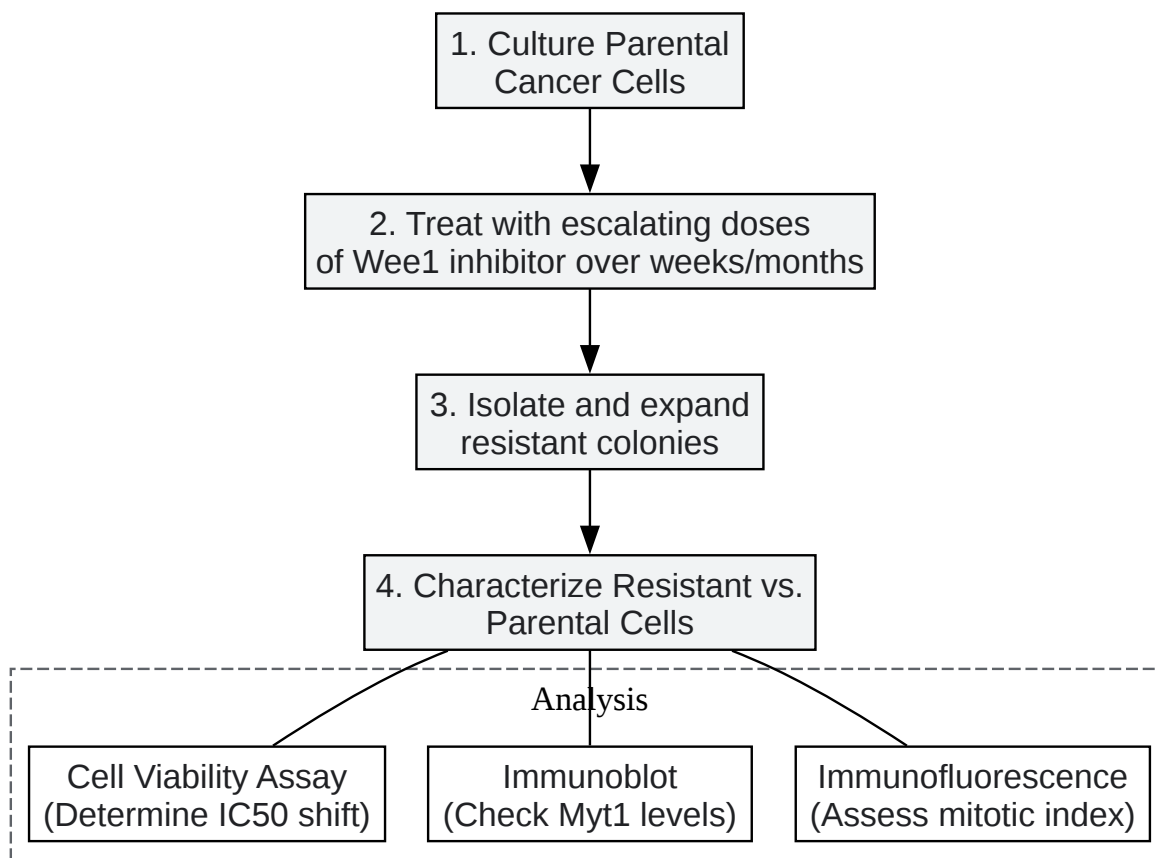 1. Culture Parental
Cancer Cells
2. Treat with escalating doses
of Wee1 inhibitor over weeks/months
3. Isolate and expand
resistant colonies
4. Characterize Resistant vs.
Parental Cells
Analysis
Cell Viability Assay
(Determine IC50 shift)
Immunoblot
(Check Myt1 levels)
Immunofluorescence
(Assess mitotic index)